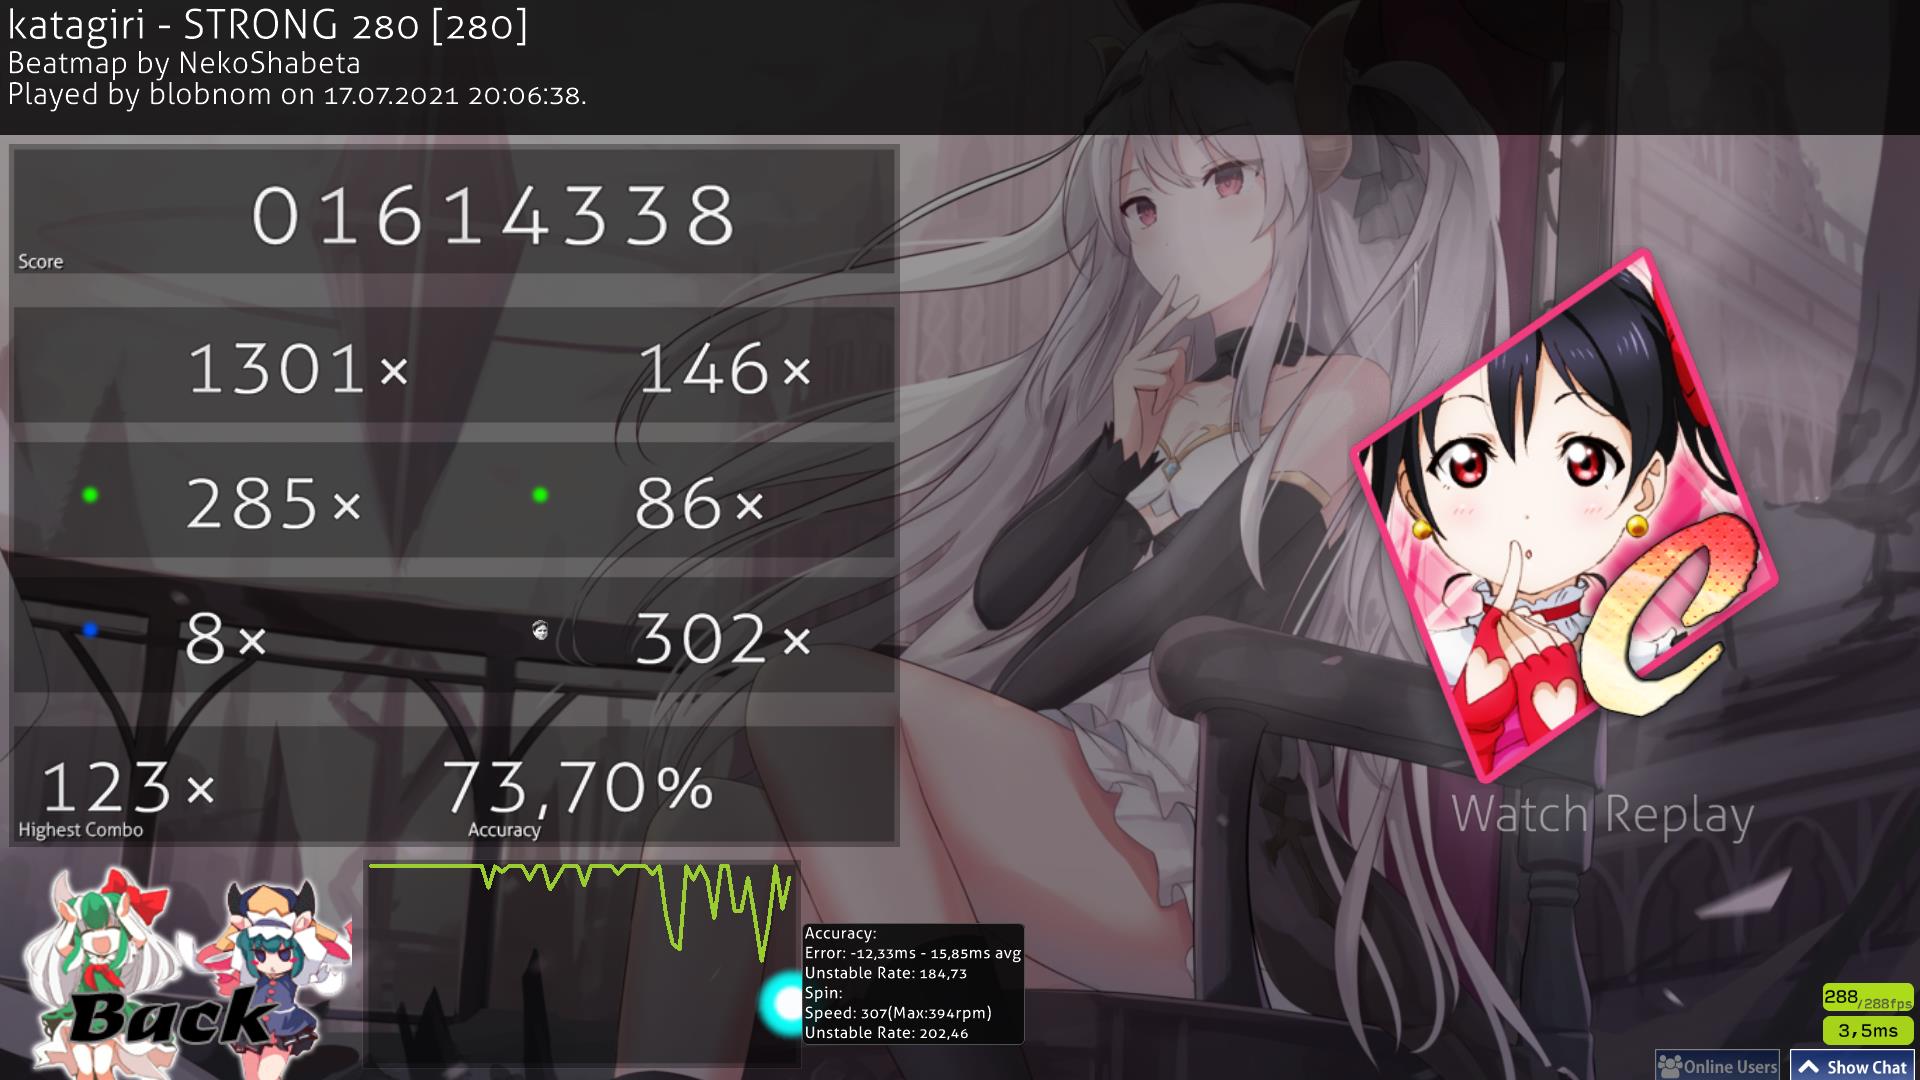 katagiri - STRONG 280 [280]
Beatmap by NekoShabeta
Played by blobnom on 17.07.2021 20:06:38.
01614338
Score
1301× 146×
285× 86×
8× 302×
123× 73,70%
Highest Combo Accuracy
C
Watch Replay
Back
Accuracy:
Error: -12,33ms - 15,85ms avg
Unstable Rate: 184,73
Spin:
Speed: 307(Max:394rpm)
Unstable Rate: 202,46
288/288fps
3,5ms
Online Users
Show Chat